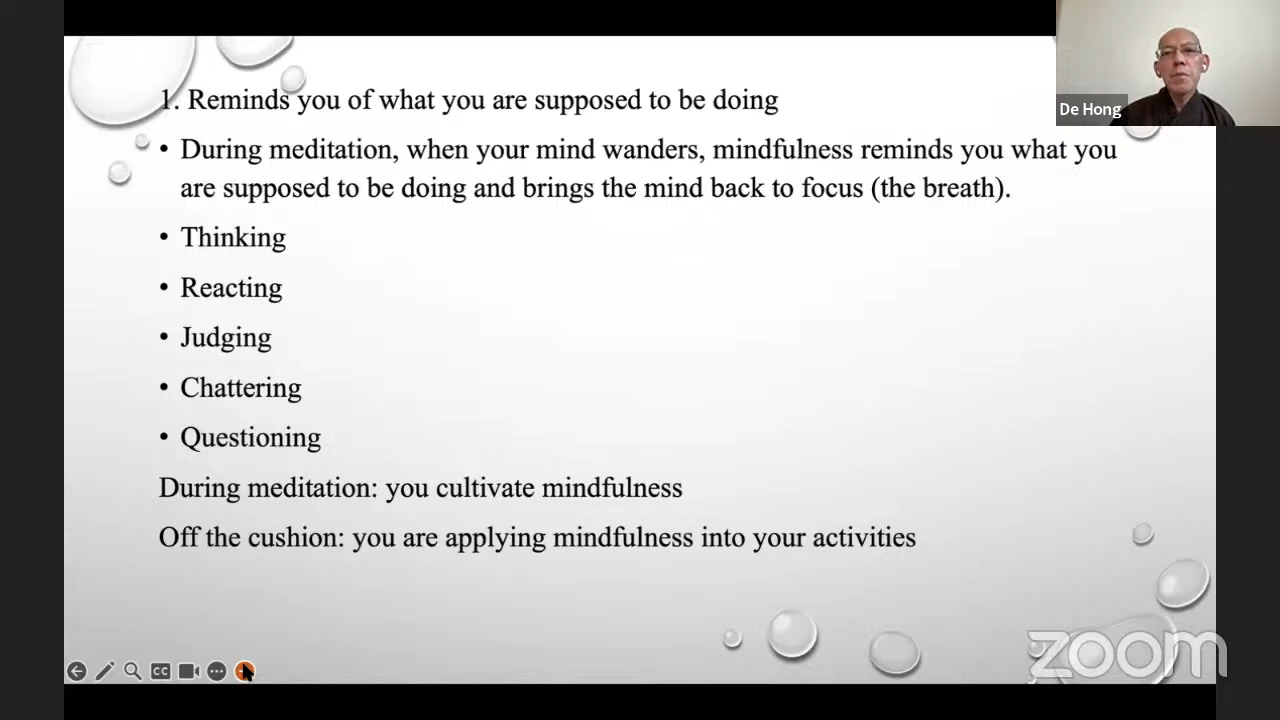 1. Reminds you of what you are supposed to be doing
• During meditation, when your mind wanders, mindfulness reminds you what you
are supposed to be doing and brings the mind back to focus (the breath).
• Thinking
• Reacting
• Judging
• Chattering
• Questioning
During meditation: you cultivate mindfulness
Off the cushion: you are applying mindfulness into your activities
De Hong
CC
zoom